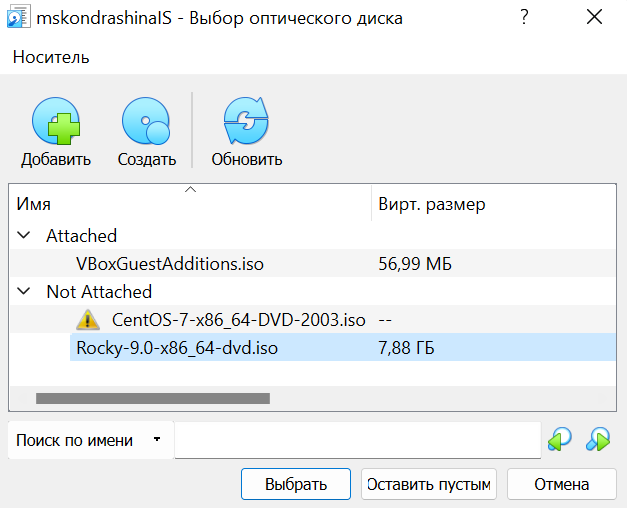 mskondrashinaIS - Выбор оптического диска ?
Носитель
Добавить Создать Обновить
Имя Вирт. размер
Attached
VBoxGuestAdditions.iso 56,99 МБ
Not Attached
CentOS-7-x86_64-DVD-2003.iso --
Rocky-9.0-x86_64-dvd.iso 7,88 ГБ
Поиск по имени
Выбрать Оставить пустым Отмена